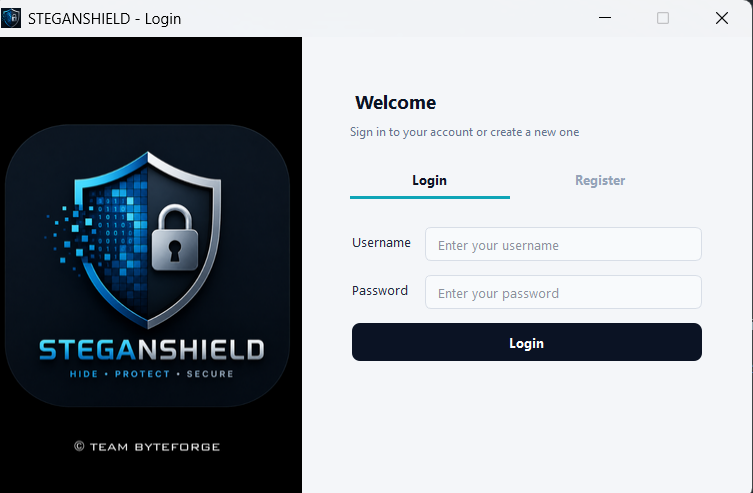 STEGANSHIELD - Login
STEGANSHIELD
HIDE • PROTECT • SECURE
© TEAM BYTEFORGE
Welcome
Sign in to your account or create a new one
Login Register
Username Enter your username
Password Enter your password
Login